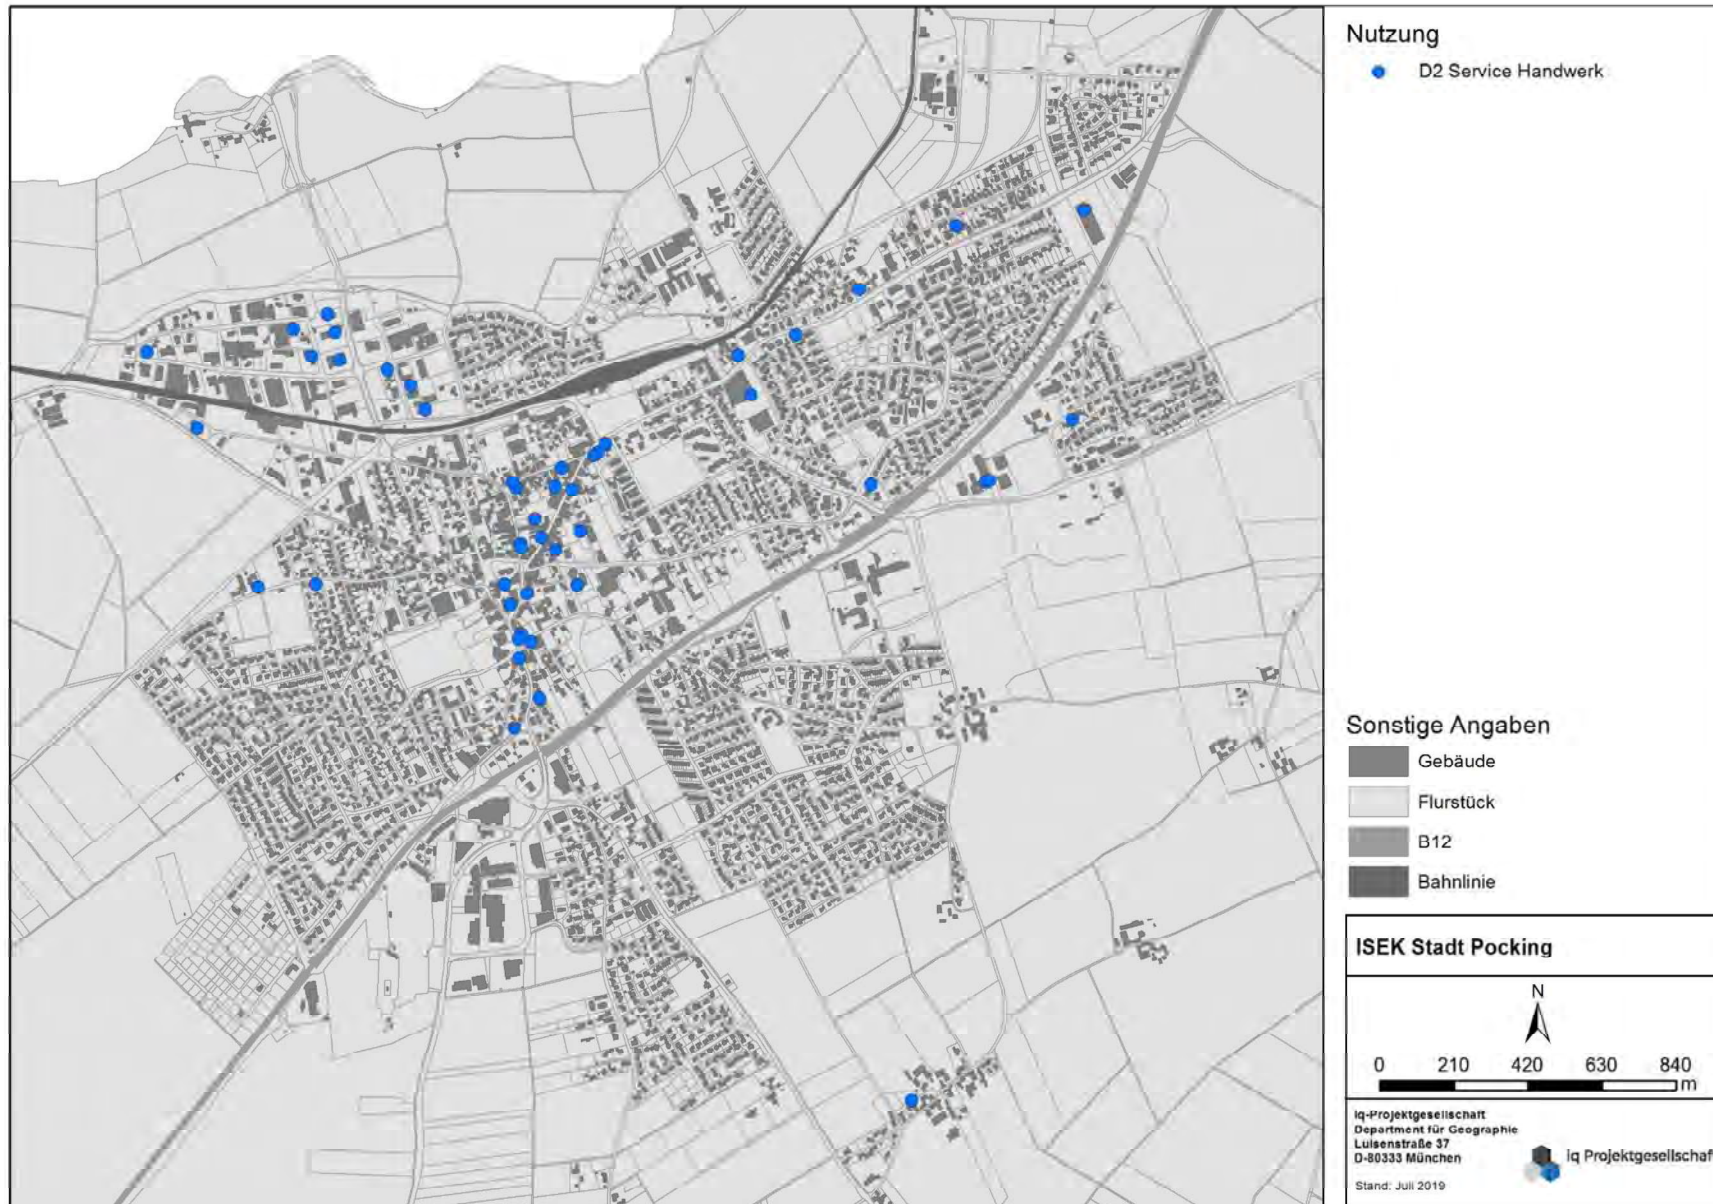 Nutzung
D2 Service Handwerk
Sonstige Angaben
Gebäude
Flurstück
B12
Bahnlinie
ISEK Stadt Pocking
N
0 210 420 630 840
m
iq-Projektgesellschaft
Department für Geographie
Luisenstraße 37
D-80333 München
iq Projektgesellschaft
Stand: Juli 2019